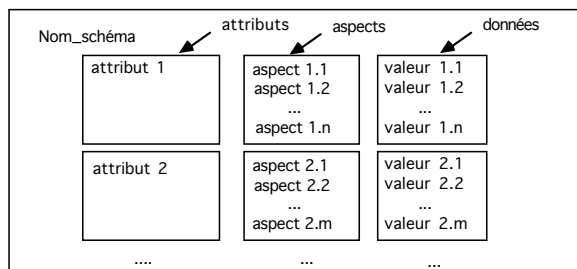 Nom_schéma attributs aspects données
attribut 1 aspect 1.1 valeur 1.1
aspect 1.2 valeur 1.2
... ...
aspect 1.n valeur 1.n
attribut 2 aspect 2.1 valeur 2.1
aspect 2.2 valeur 2.2
... ...
aspect 2.m valeur 2.m
.... ... ...